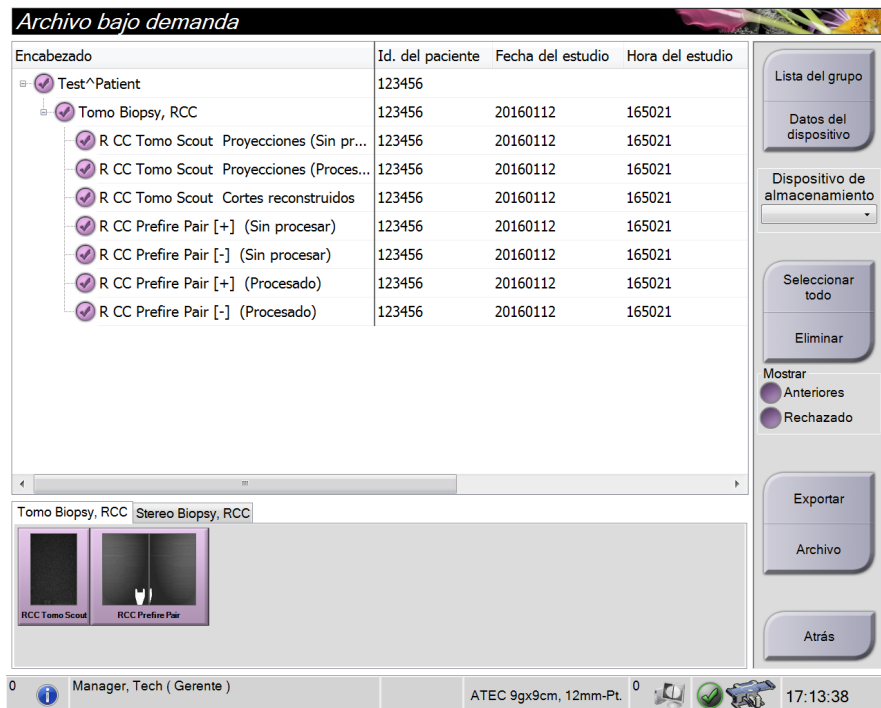 Archivo bajo demanda
Encabezado Id. del paciente Fecha del estudio Hora del estudio
Test^Patient 123456
Tomo Biopsy, RCC 123456 20160112 165021
R CC Tomo Scout Proyecciones (Sin pr... 123456 20160112 165021
R CC Tomo Scout Proyecciones (Proces... 123456 20160112 165021
R CC Tomo Scout Cortes reconstruidos 123456 20160112 165021
R CC Prefire Pair [+] (Sin procesar) 123456 20160112 165021
R CC Prefire Pair [-] (Sin procesar) 123456 20160112 165021
R CC Prefire Pair [+] (Procesado) 123456 20160112 165021
R CC Prefire Pair [-] (Procesado) 123456 20160112 165021
Lista del grupo
Datos del
dispositivo
Dispositivo de
almacenamiento
Seleccionar
todo
Eliminar
Mostrar
Anteriores
Rechazado
Exportar
Archivo
Atrás
Tomo Biopsy, RCC Stereo Biopsy, RCC
RCC Tomo Scout RCC Prefire Pair
0 Manager, Tech ( Gerente ) ATEC 9gx9cm, 12mm-Pt. 0 17:13:38